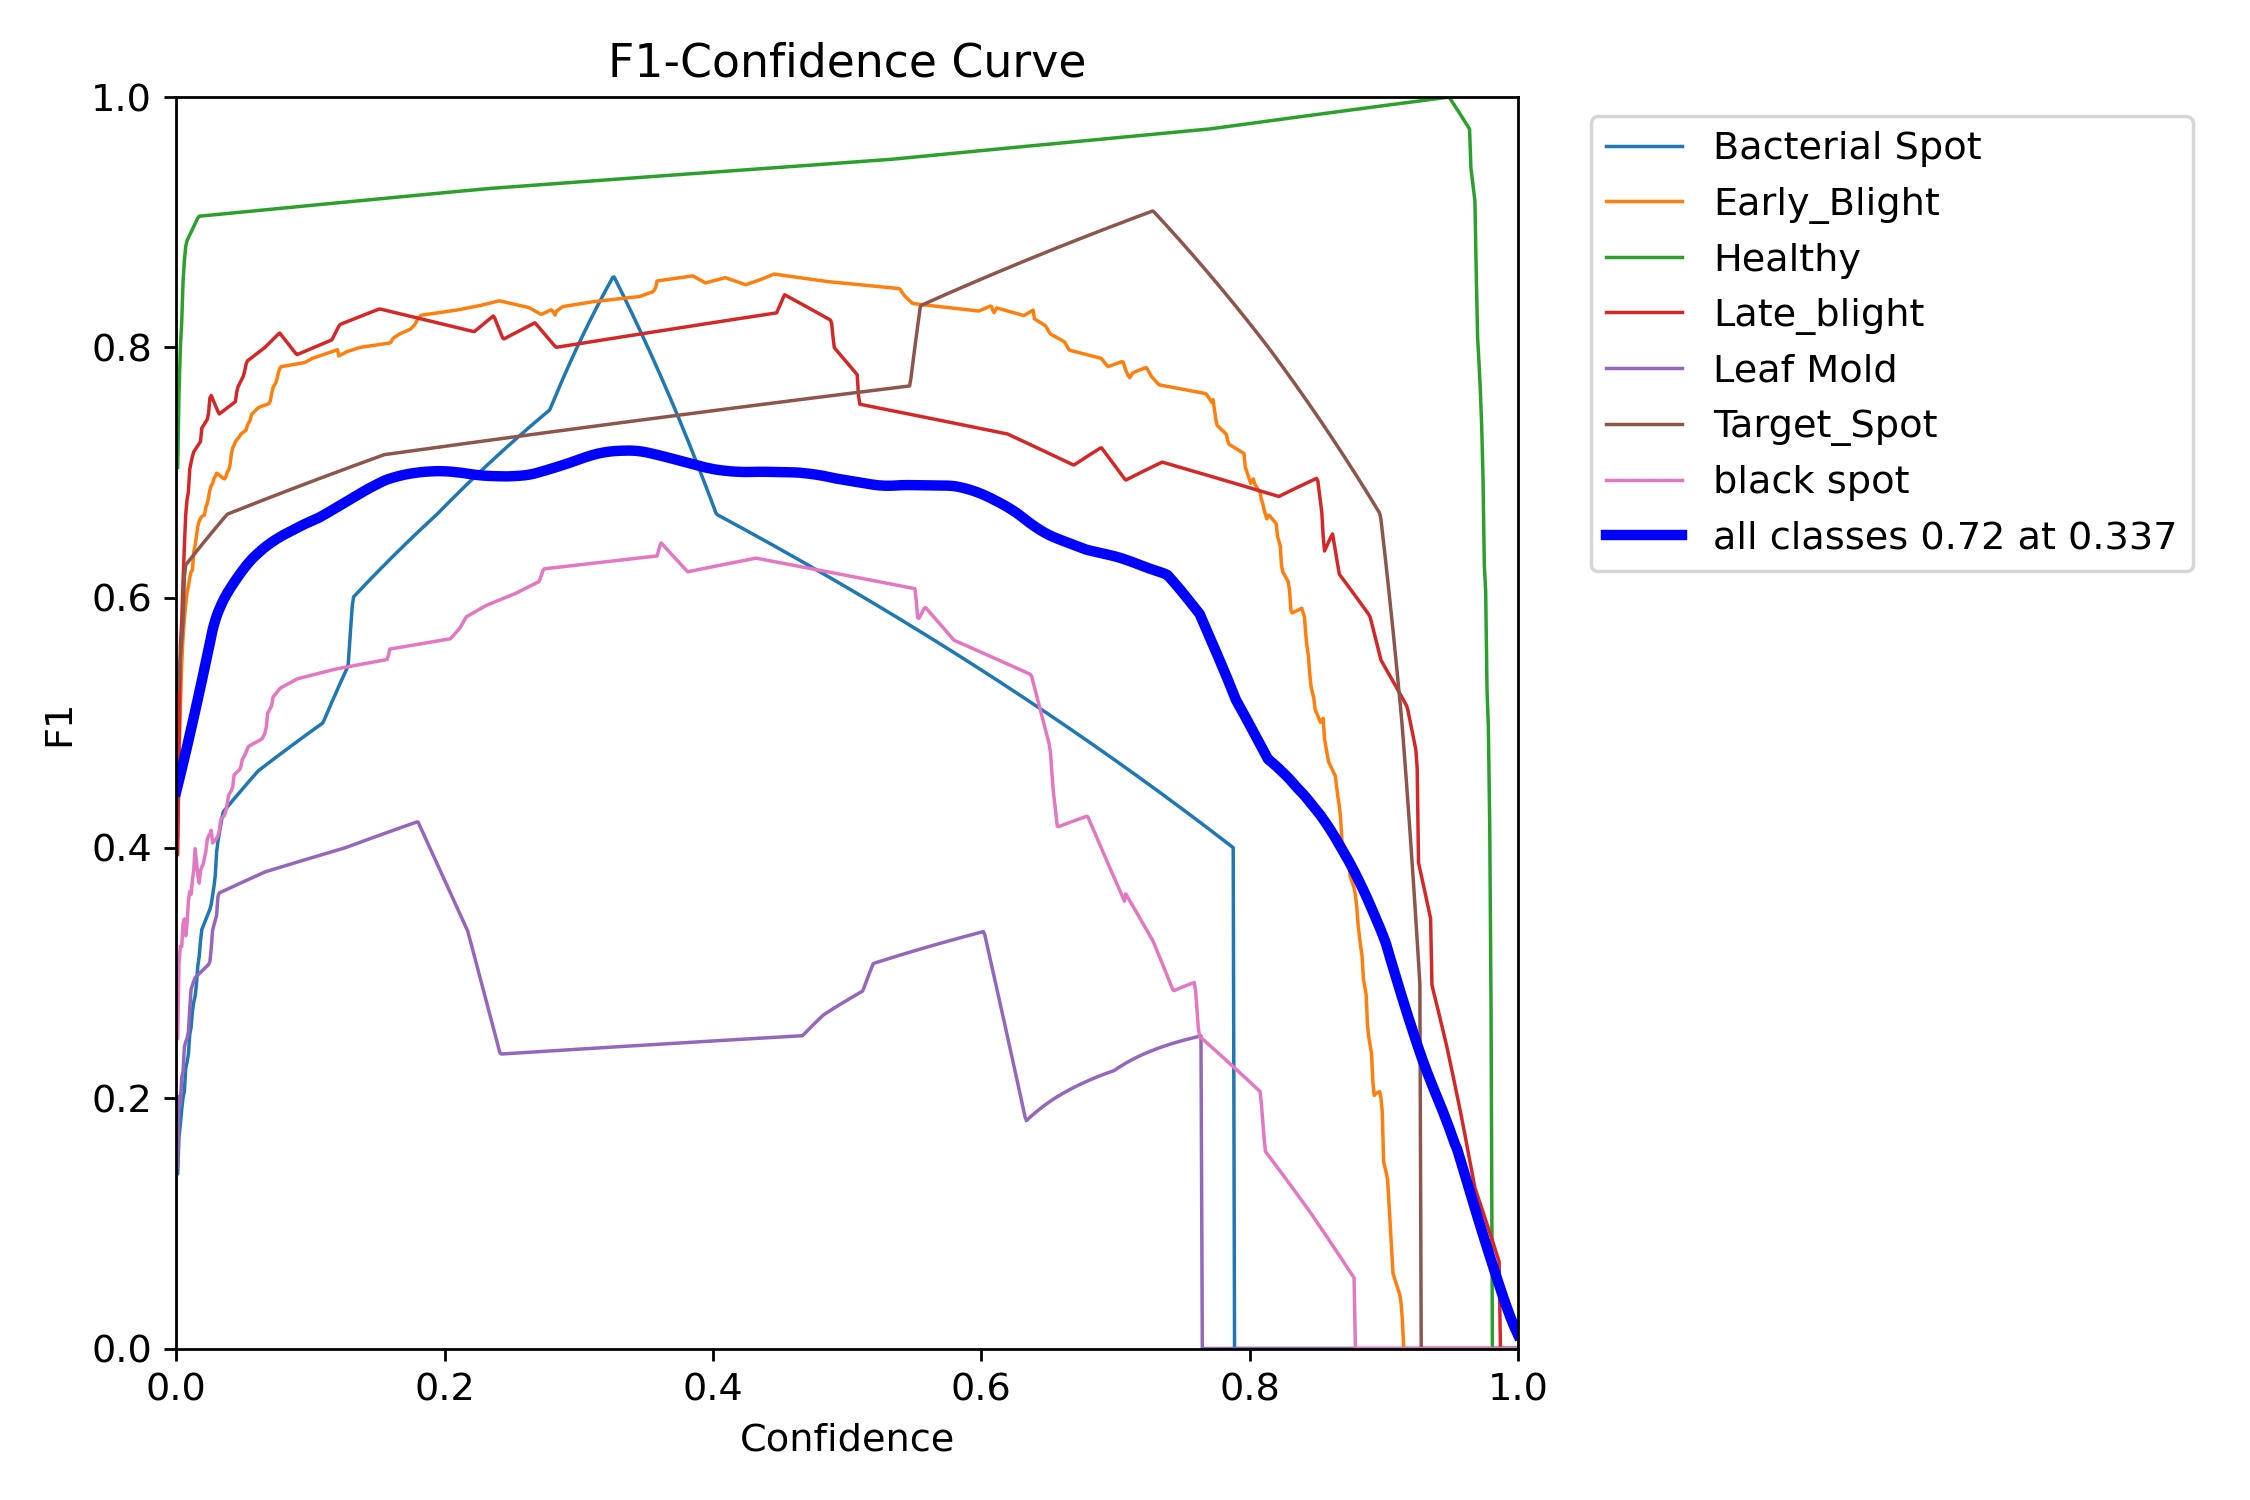 F1-Confidence Curve
1.0
0.8
0.6
0.4
0.2
0.0
F1
0.0 0.2 0.4 0.6 0.8 1.0
Confidence
Bacterial Spot
Early_Blight
Healthy
Late_blight
Leaf Mold
Target_Spot
black spot
all classes 0.72 at 0.337